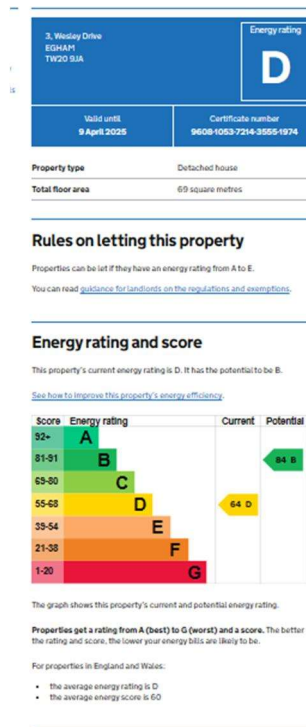 3, Wesley Drive
EGHAM
TW20 9JA
Energy rating
D
Valid until
9 April 2025
Certificate number
9608-1053-7214-3555-1974
Property type
Detached house
Total floor area
69 square metres
Rules on letting this property
Properties can be let if they have an energy rating from A to E.
You can read guidance for landlords on the regulations and exemptions.
Energy rating and score
This property's current energy rating is D. It has the potential to be B.
See how to improve this property's energy efficiency.
Score Energy rating Current Potential
92+ A
81-91 B 84 B
69-80 C
55-68 D 64 D
39-54 E
21-38 F
1-20 G
The graph shows this property's current and potential energy rating.
Properties get a rating from A (best) to G (worst) and a score. The better
the rating and score, the lower your energy bills are likely to be.
For properties in England and Wales:
• the average energy rating is D
• the average energy score is 60